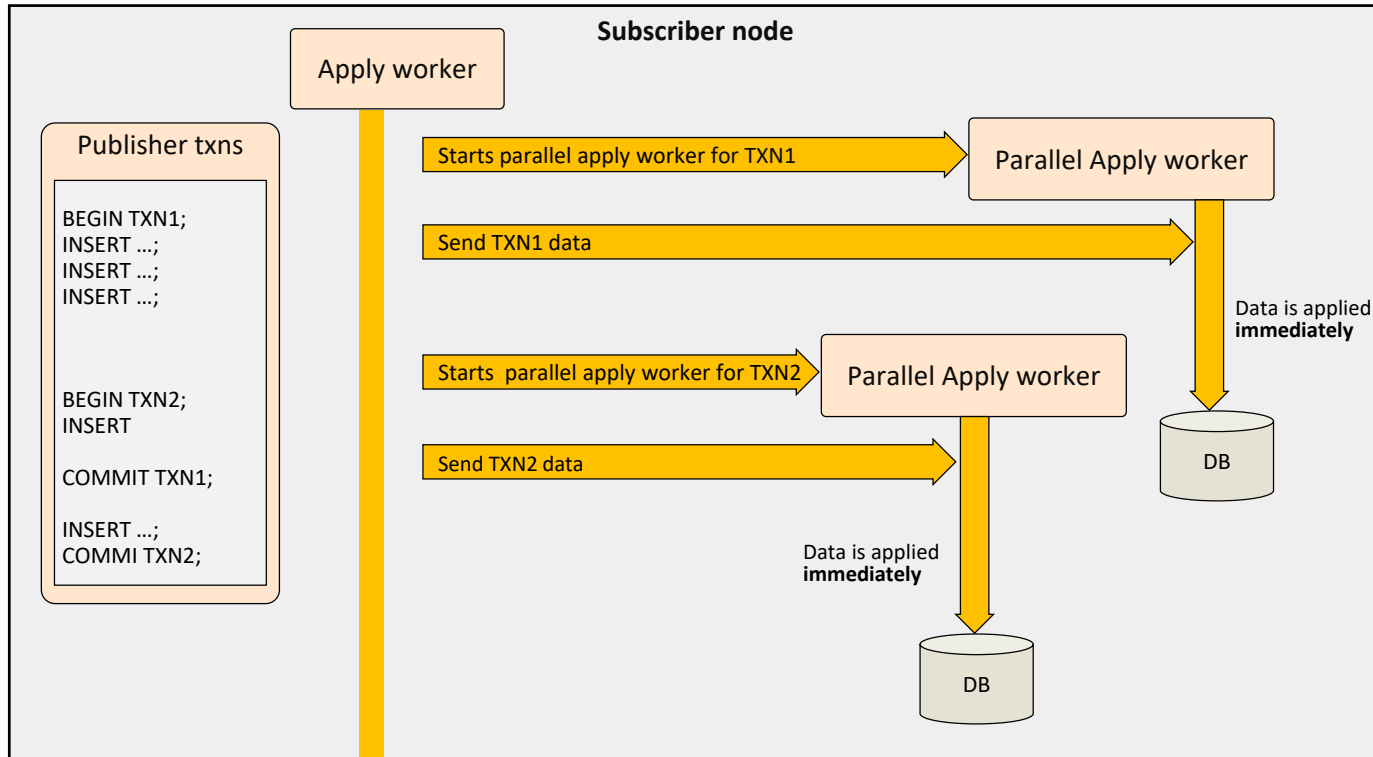 Subscriber node
Apply worker
Publisher txns
BEGIN TXN1;
INSERT …;
INSERT …;
INSERT …;
BEGIN TXN2;
INSERT
COMMIT TXN1;
INSERT …;
COMMI TXN2;
Starts parallel apply worker for TXN1
Parallel Apply worker
Send TXN1 data
Data is applied
immediately
DB
Starts  parallel apply worker for TXN2
Parallel Apply worker
Send TXN2 data
Data is applied
immediately
DB